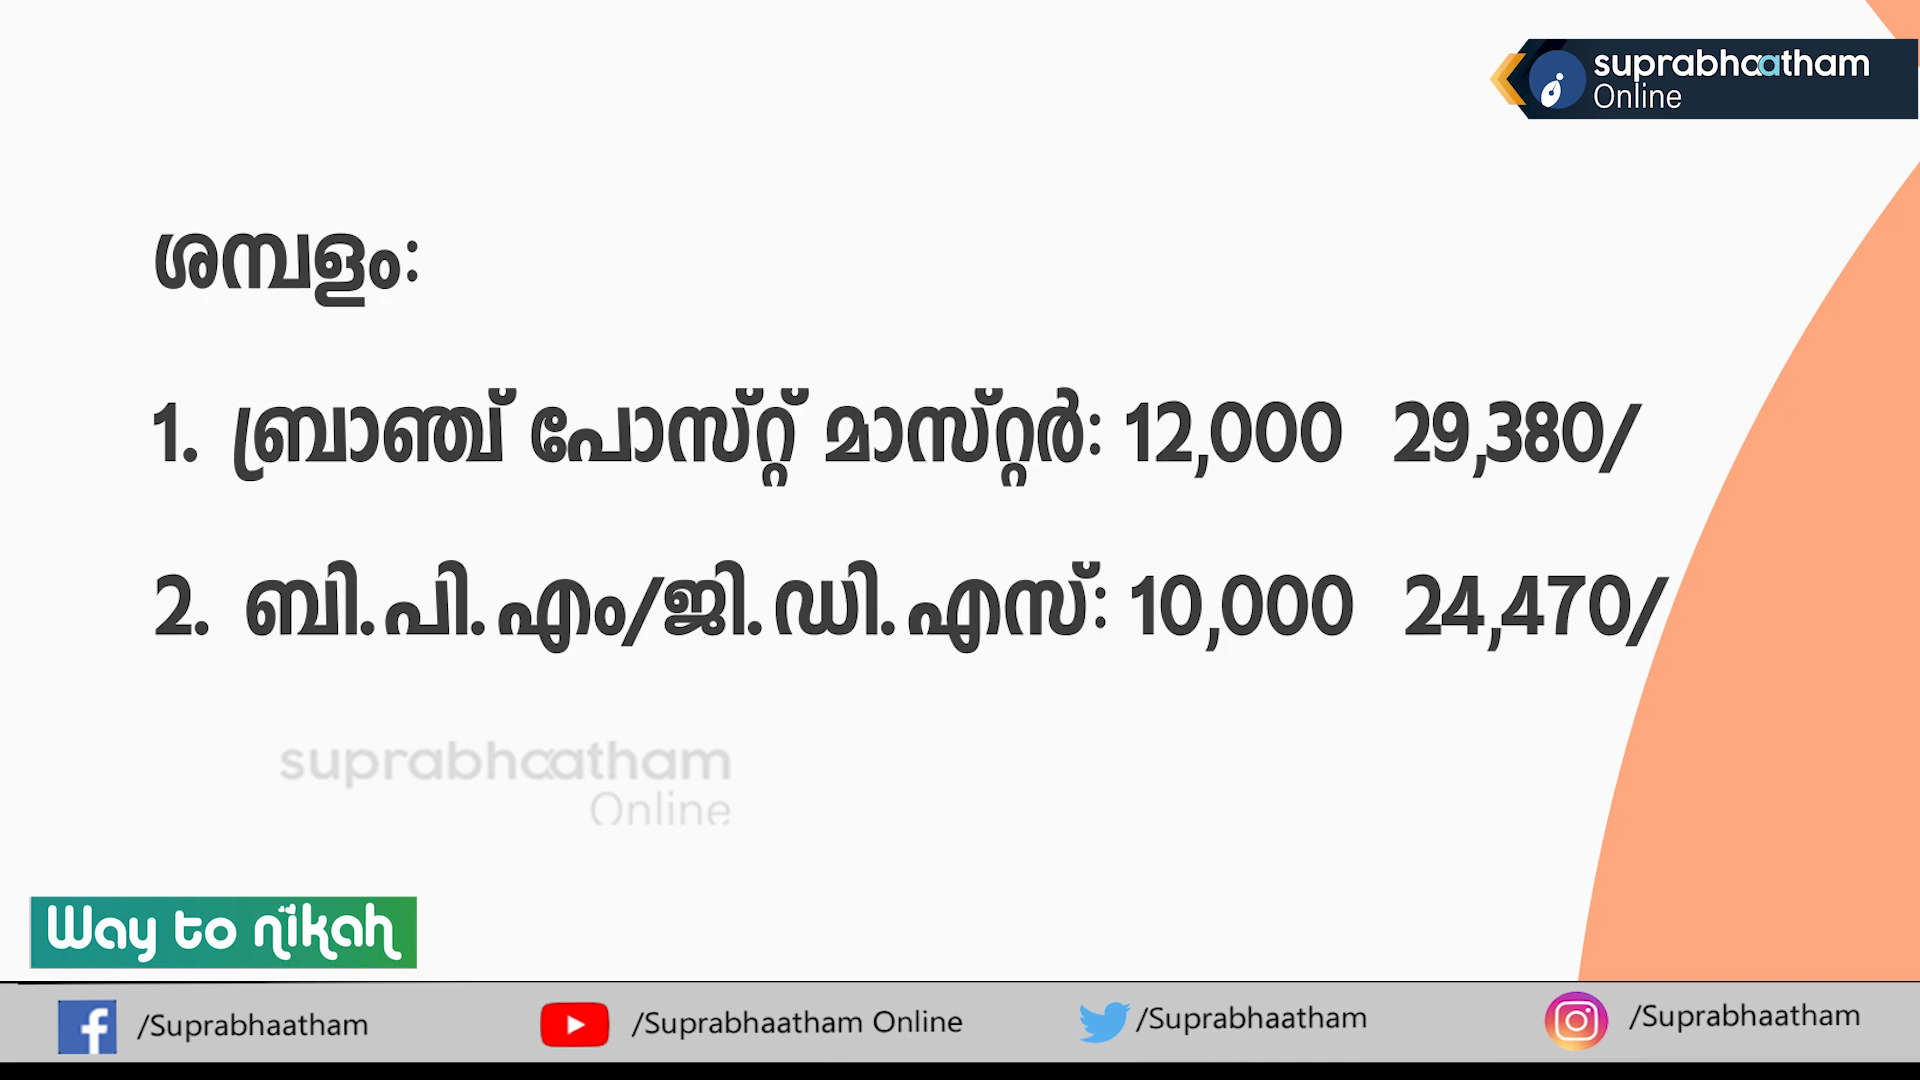 suprabhaatham
Online
ശമ്പളം:
1. ബ്രാഞ്ച് പോസ്റ്റ് മാസ്റ്റർ: 12,000 29,380/
2. ബി.പി.എം/ജി.ഡി.എസ്: 10,000 24,470/
suprabhaatham
Online
Way to nikah
/Suprabhaatham
/Suprabhaatham Online
/Suprabhaatham
/Suprabhaatham